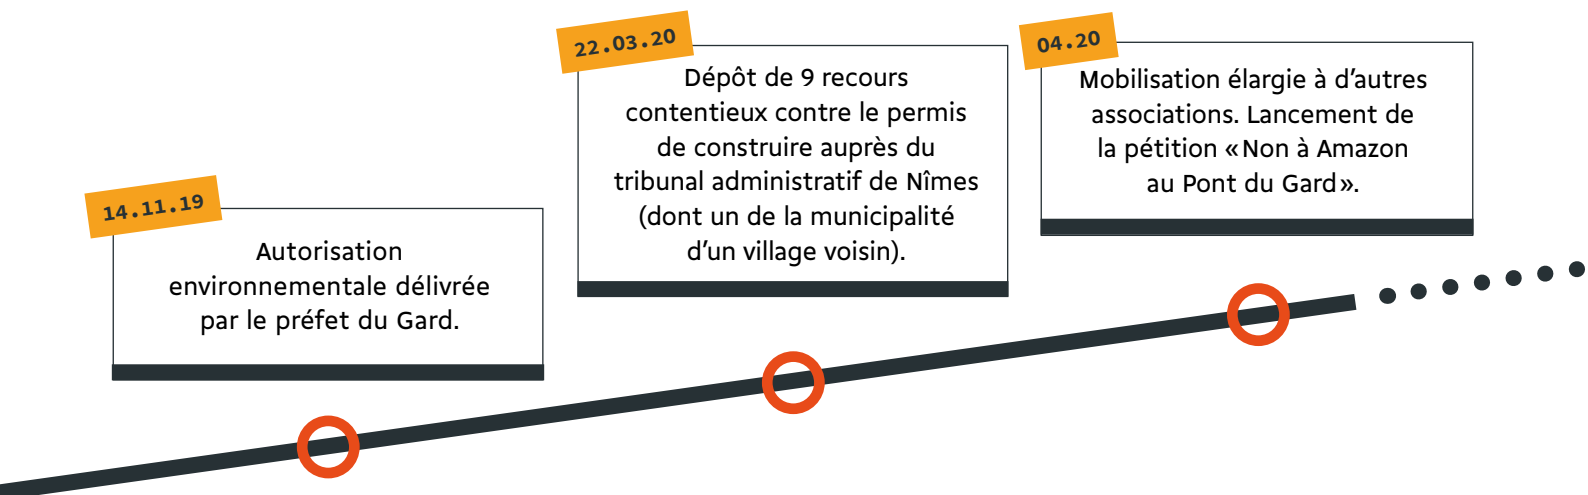 14.11.19
Autorisation
environnementale délivrée
par le préfet du Gard.
22.03.20
Dépôt de 9 recours
contentieux contre le permis
de construire auprès du
tribunal administratif de Nîmes
(dont un de la municipalité
d’un village voisin).
04.20
Mobilisation élargie à d’autres
associations. Lancement de
la pétition «Non à Amazon
au Pont du Gard».